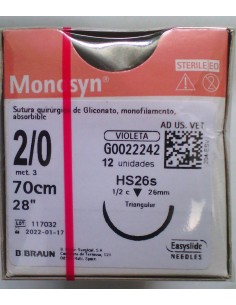 Monosyn®
STERILE EO
Sutura quirúrgica de Gliconato, monofilamento,
absorbible
AD US. VET
2/0
met. 3
VIOLETA
G0022242
12 unidades
70cm
28"
HS26s
1/2 c 26mm
Triangular
LOT 117032
2022-01-17
B BRAUN
Easyslide
NEEDLES